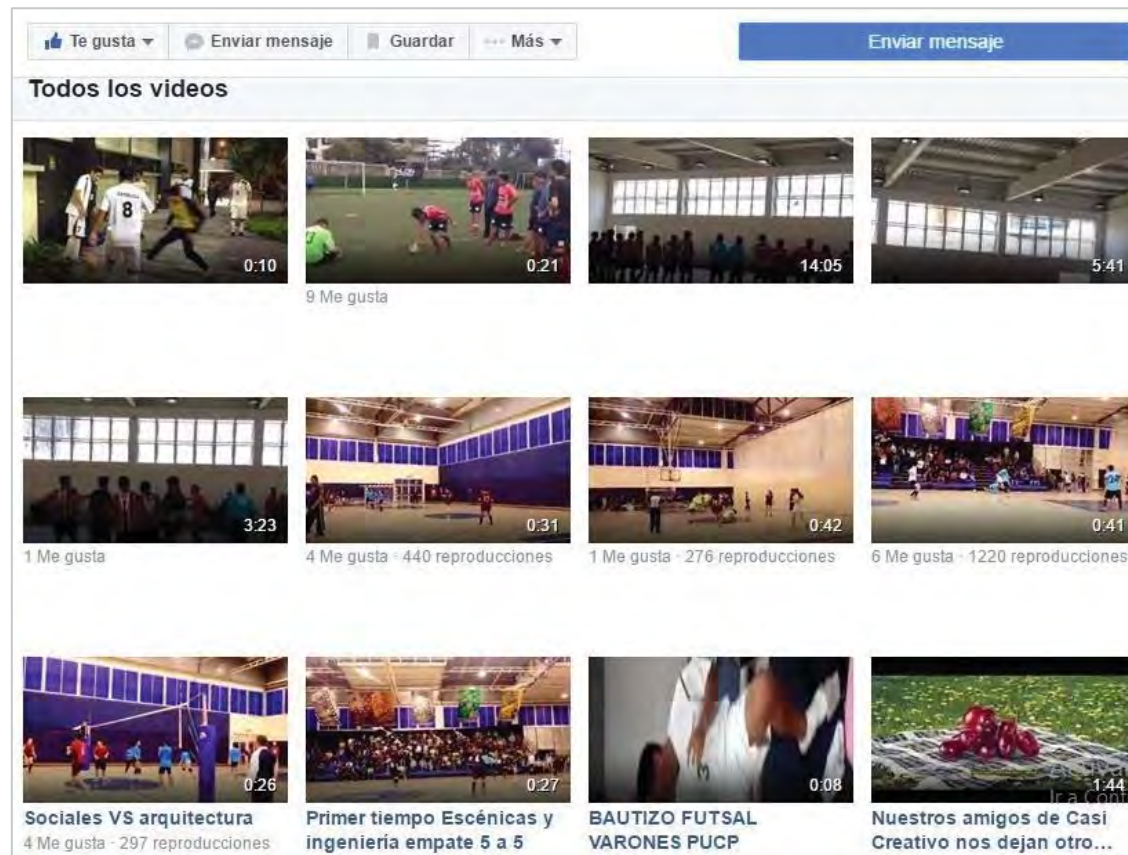 Te gusta
Enviar mensaje
Guardar
Más
Enviar mensaje
Todos los videos
8
0:10
0:21
14:05
5:41
9 Me gusta
3:23
0:31
0:42
0:41
1 Me gusta
4 Me gusta · 440 reproducciones
1 Me gusta · 276 reproducciones
6 Me gusta · 1220 reproducciones
0:26
0:27
0:08
1:44
Ir a Con
Sociales VS arquitectura
4 Me gusta · 297 reproducciones
Primer tiempo Escénicas y
ingeniería empate 5 a 5
BAUTIZO FUTSAL
VARONES PUCP
Nuestros amigos de Casi
Creativo nos dejan otro...